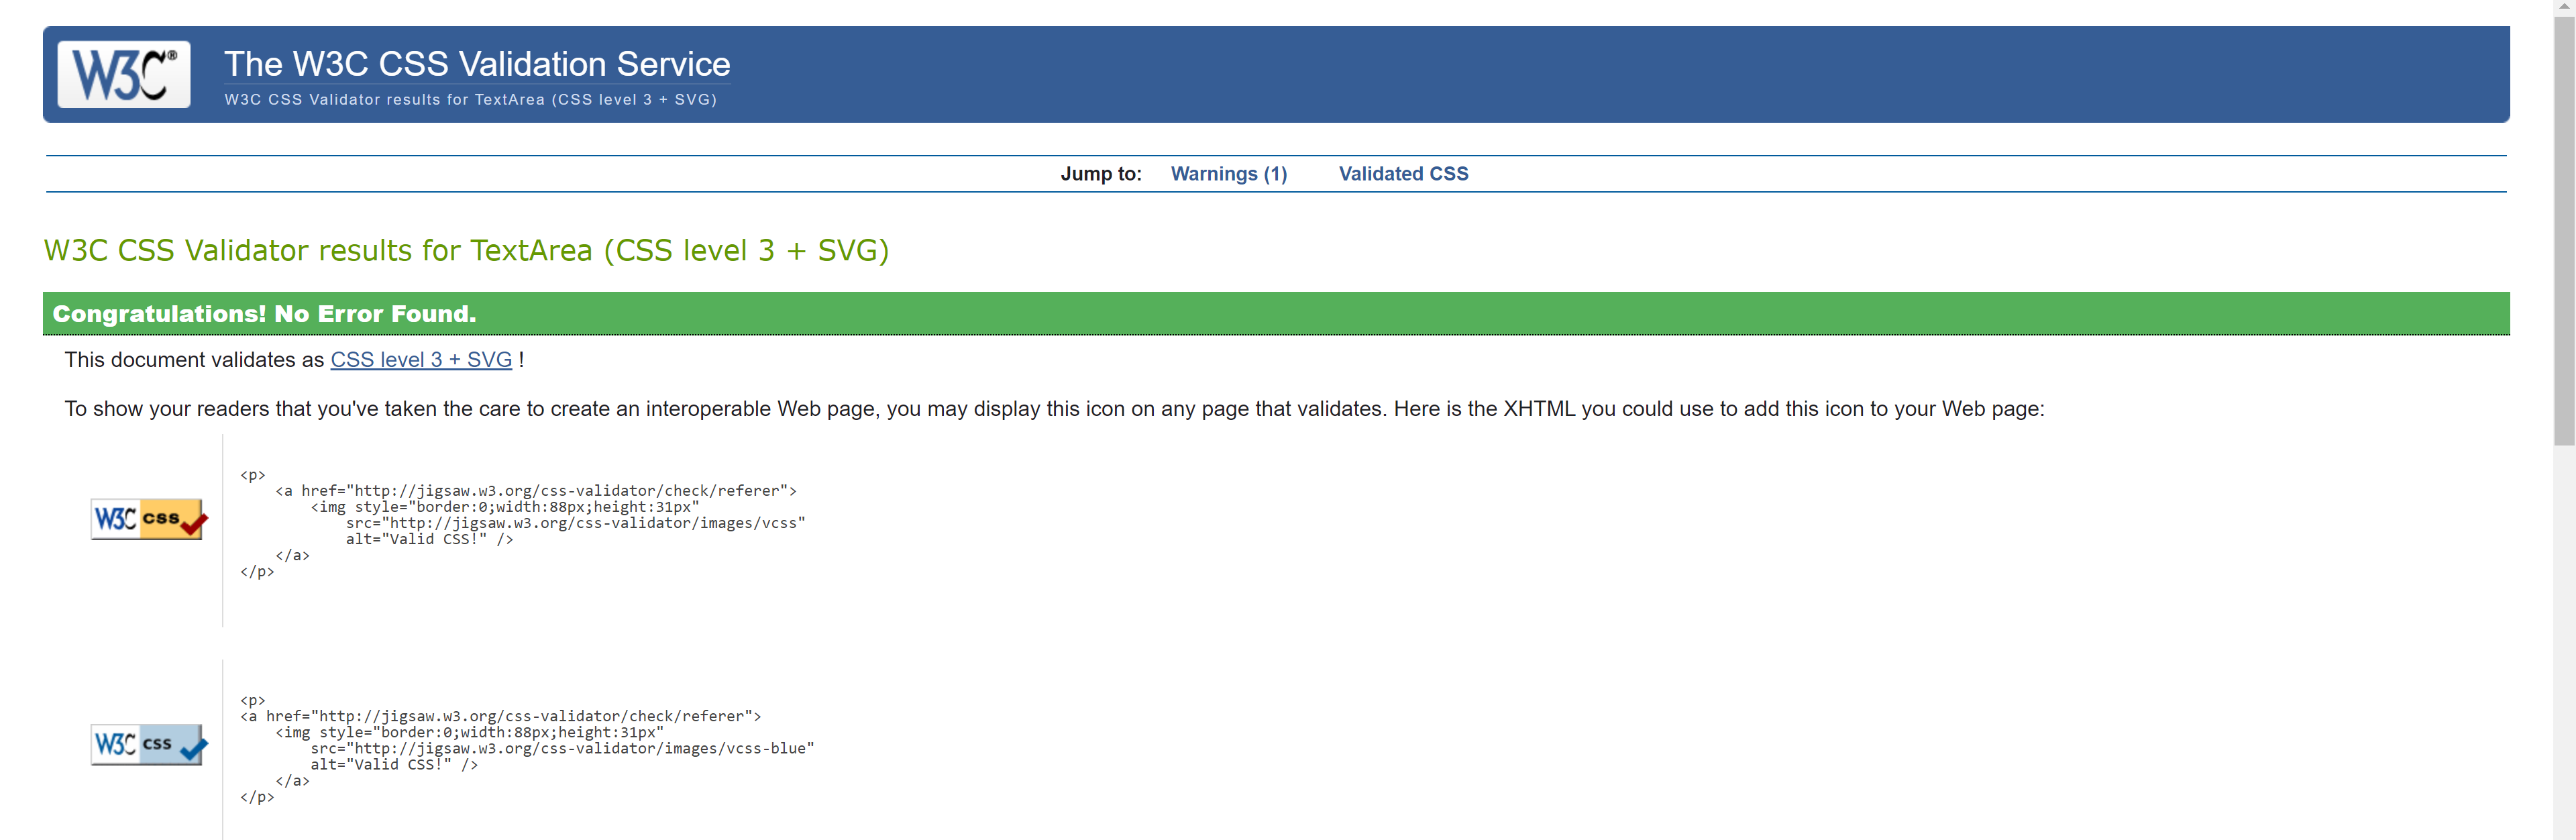 W3C®
The W3C CSS Validation Service
W3C CSS Validator results for TextArea (CSS level 3 + SVG)
Jump to: Warnings (1) Validated CSS
W3C CSS Validator results for TextArea (CSS level 3 + SVG)
Congratulations! No Error Found.
This document validates as CSS level 3 + SVG !
To show your readers that you've taken the care to create an interoperable Web page, you may display this icon on any page that validates. Here is the XHTML you could use to add this icon to your Web page:
W3C css
<p>
    <a href="http://jigsaw.w3.org/css-validator/check/referer">
        <img style="border:0;width:88px;height:31px"
            src="http://jigsaw.w3.org/css-validator/images/vcss"
            alt="Valid CSS!" />
    </a>
</p>
W3C css
<p>
<a href="http://jigsaw.w3.org/css-validator/check/referer">
    <img style="border:0;width:88px;height:31px"
        src="http://jigsaw.w3.org/css-validator/images/vcss-blue"
        alt="Valid CSS!" />
    </a>
</p>